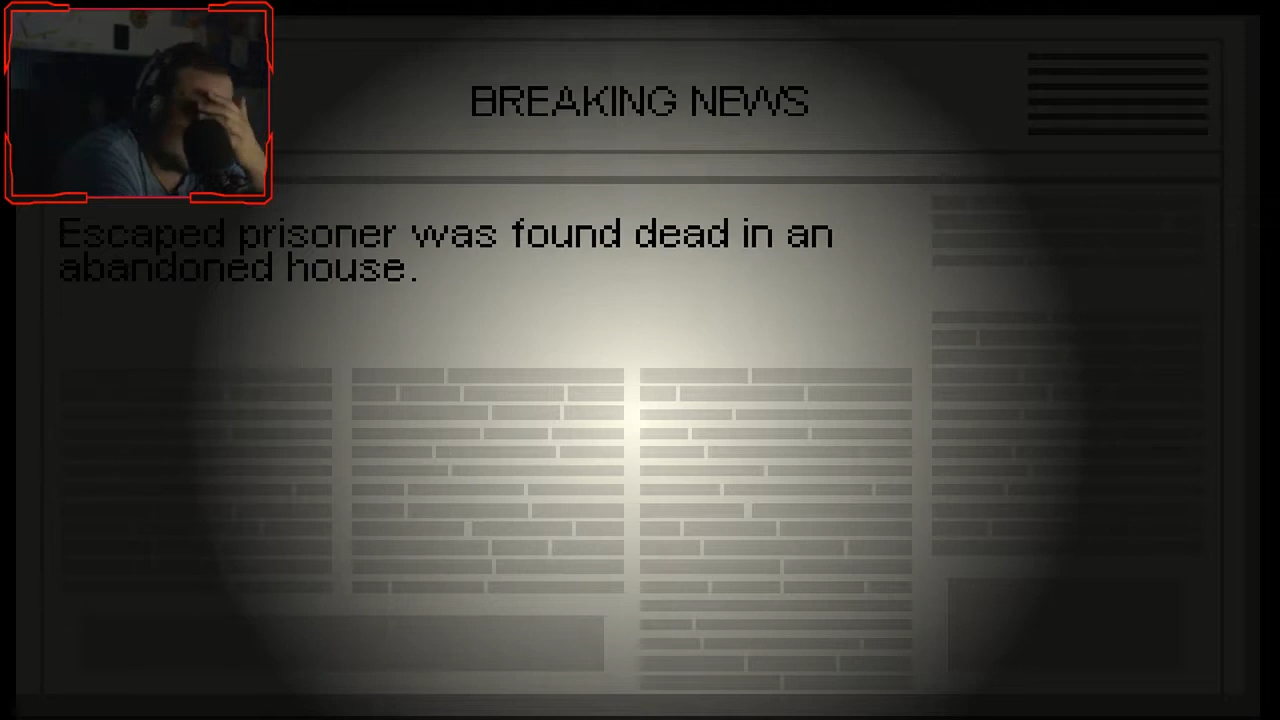 BREAKING NEWS
Escaped prisoner was found dead in an
abandoned house.